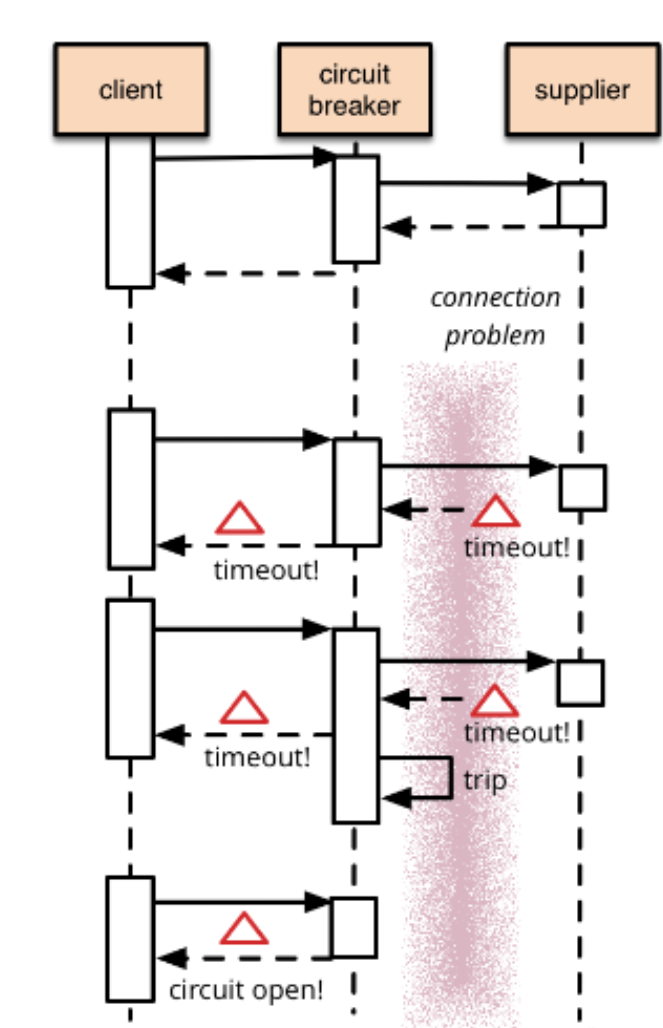 client
circuit
breaker
supplier
connection
problem
timeout!
timeout!
timeout!
timeout!
trip
circuit open!